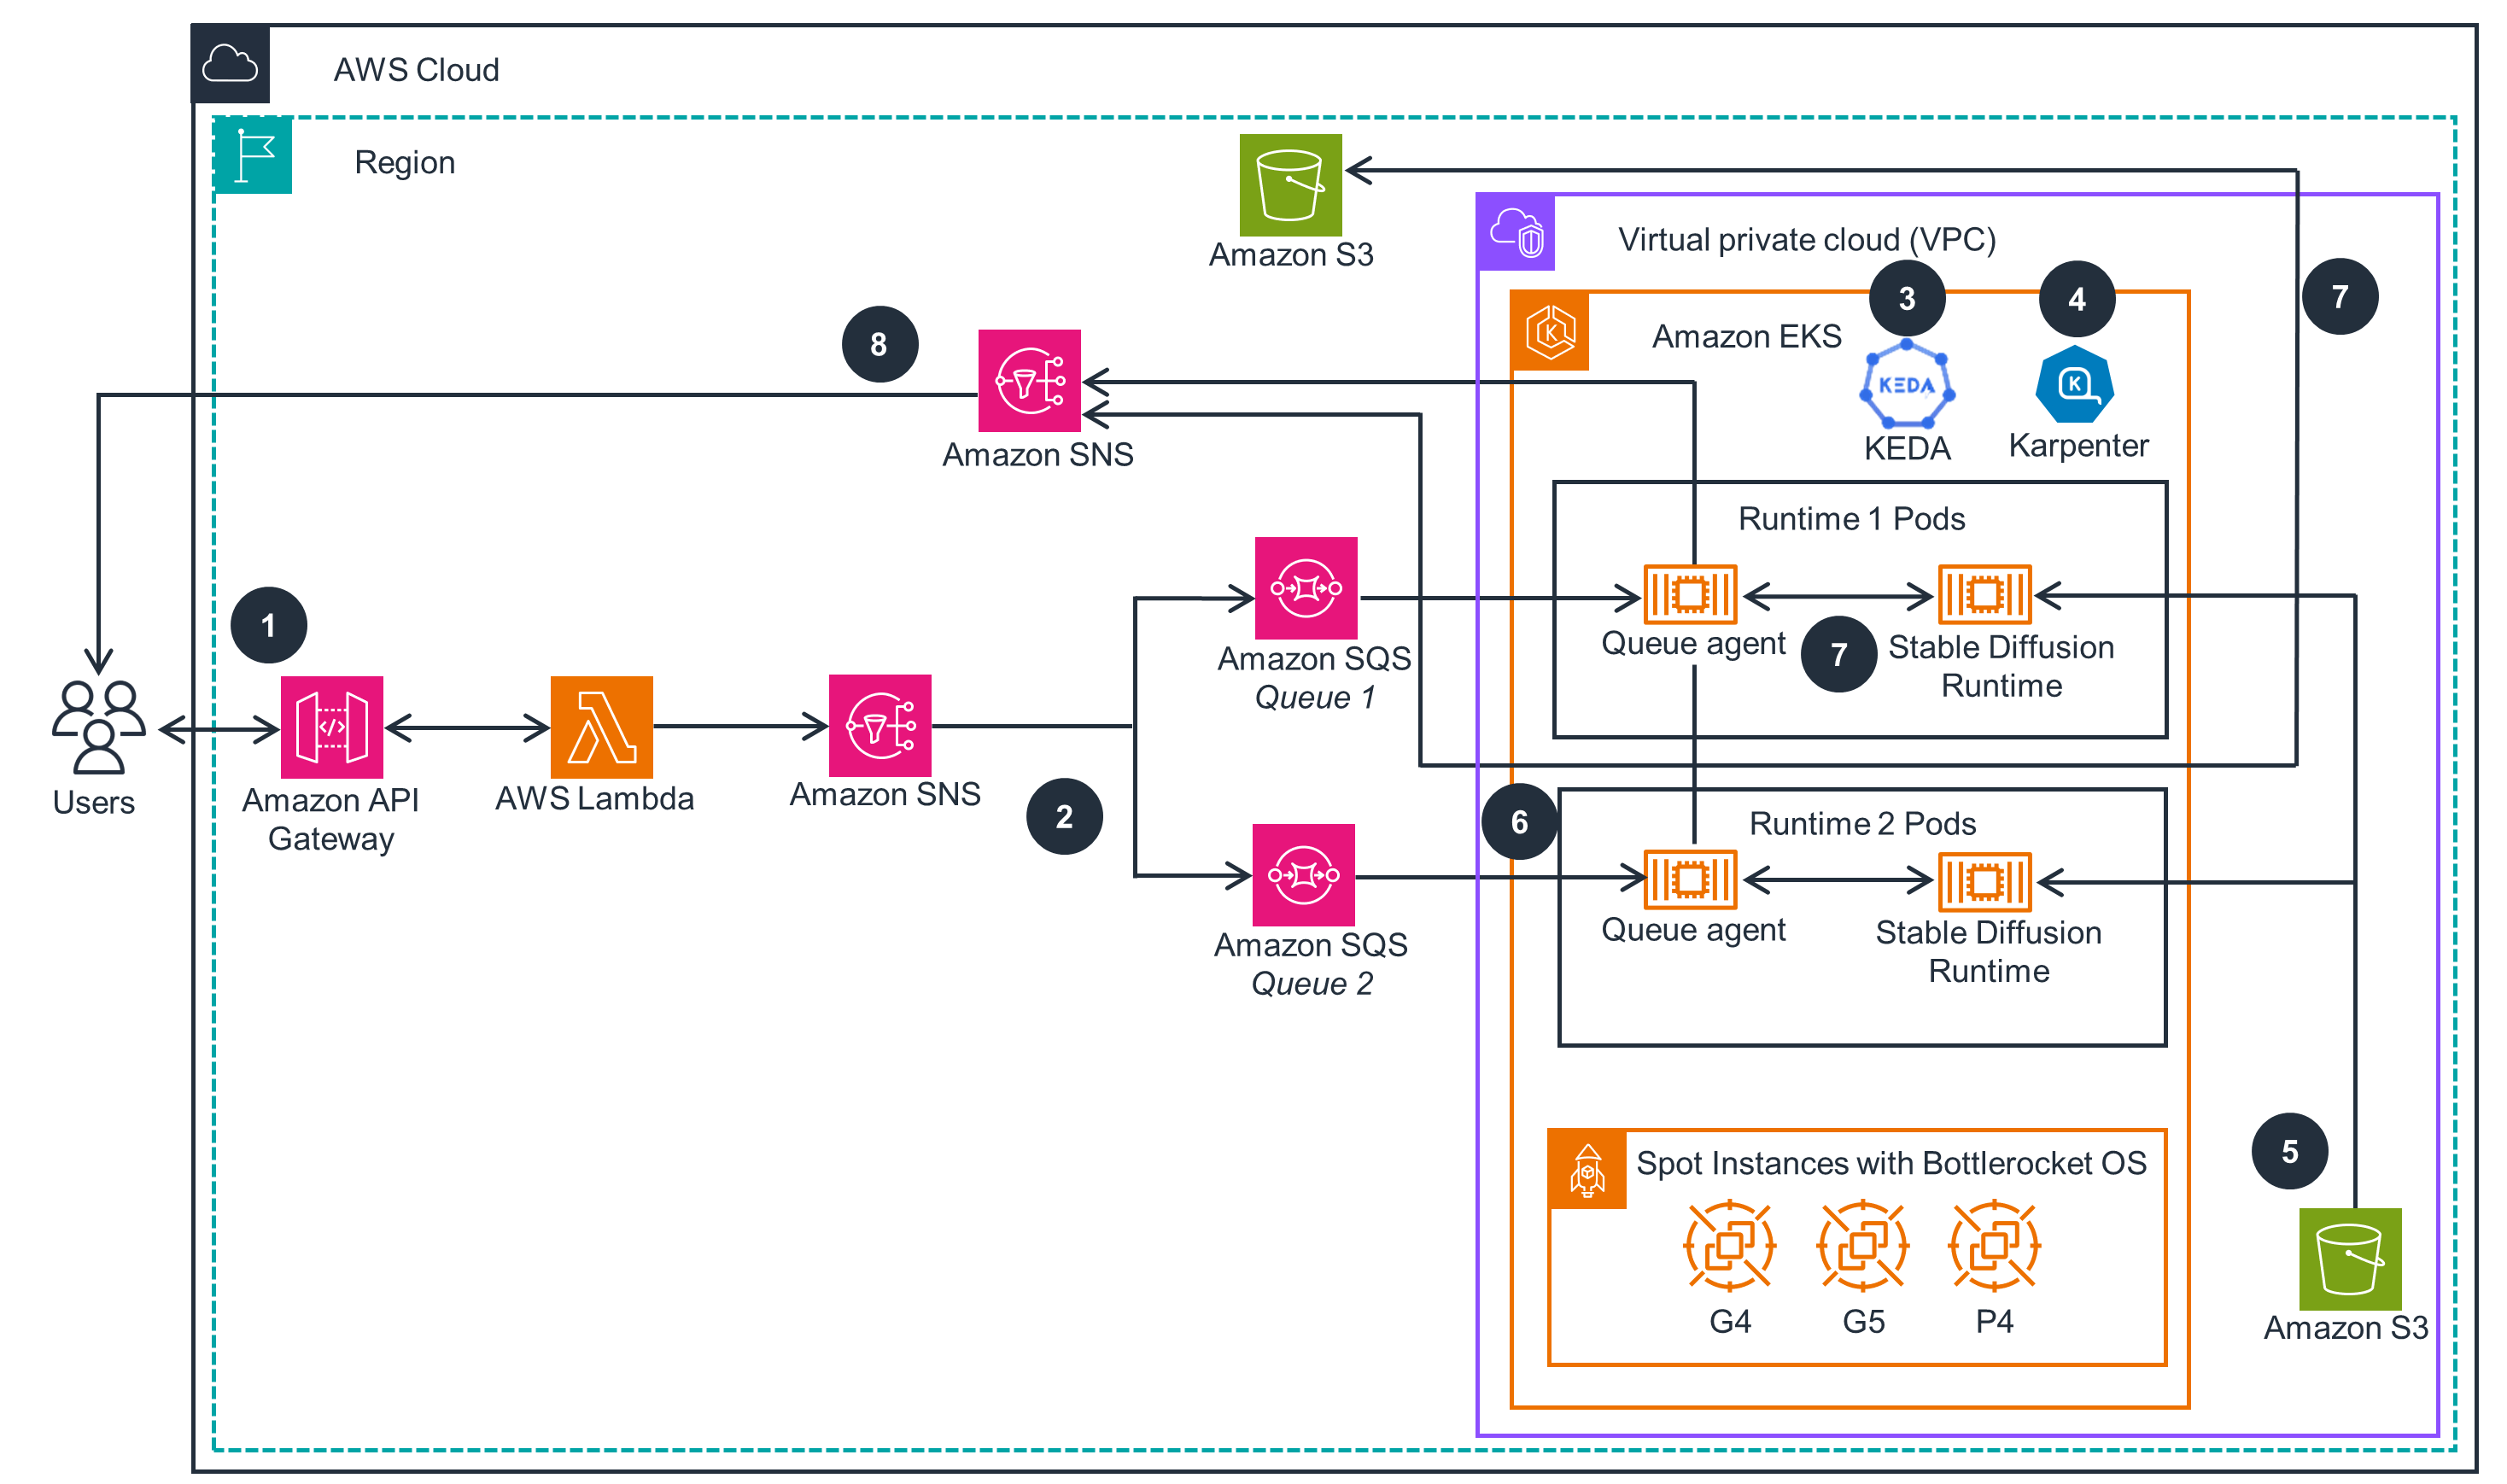 AWS Cloud
Region
Amazon S3
Virtual private cloud (VPC)
3
4
7
Amazon EKS
KEDA
KEDA
K
Karpenter
8
Amazon SNS
Runtime 1 Pods
1
Amazon SQS
Queue 1
Queue agent
7
Stable Diffusion
Runtime
Users
Amazon API
Gateway
AWS Lambda
Amazon SNS
2
6
Runtime 2 Pods
Amazon SQS
Queue 2
Queue agent
Stable Diffusion
Runtime
Spot Instances with Bottlerocket OS
5
G4
G5
P4
Amazon S3